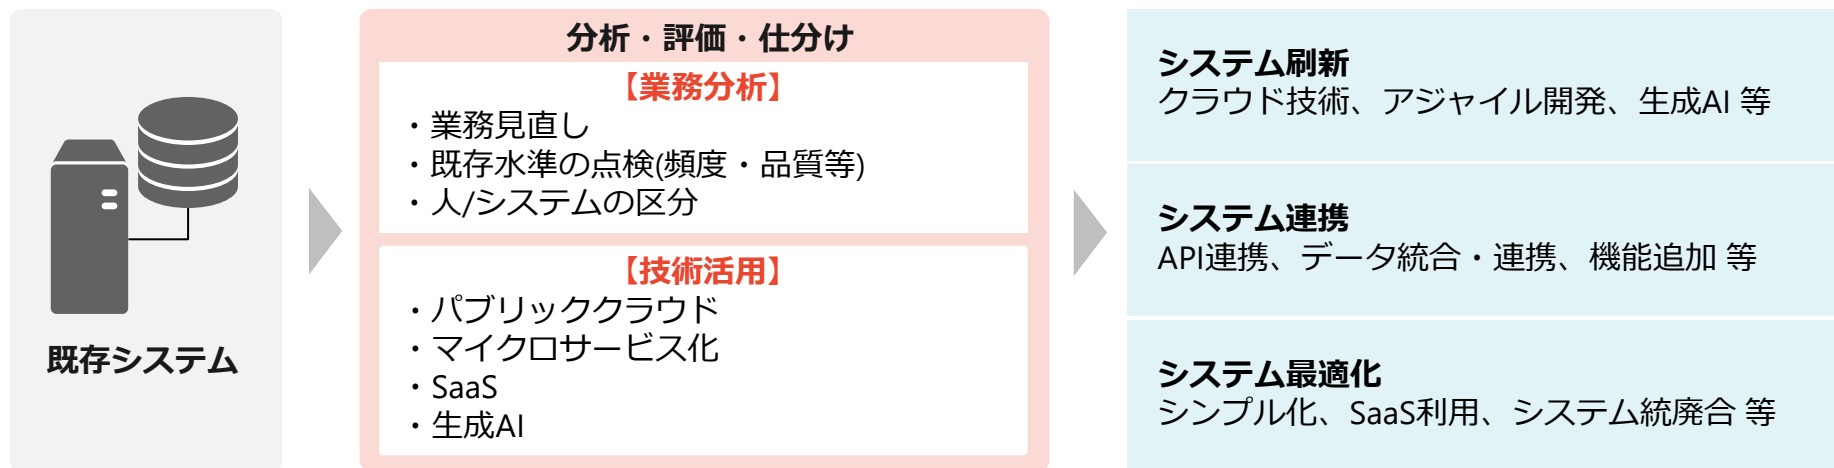 既存システム
分析・評価・仕分け
【業務分析】
・業務見直し
・既存水準の点検(頻度・品質等)
・人/システムの区分
【技術活用】
・パブリッククラウド
・マイクロサービス化
・SaaS
・生成AI
システム刷新
クラウド技術、アジャイル開発、生成AI 等
システム連携
API連携、データ統合・連携、機能追加 等
システム最適化
シンプル化、SaaS利用、システム統廃合 等